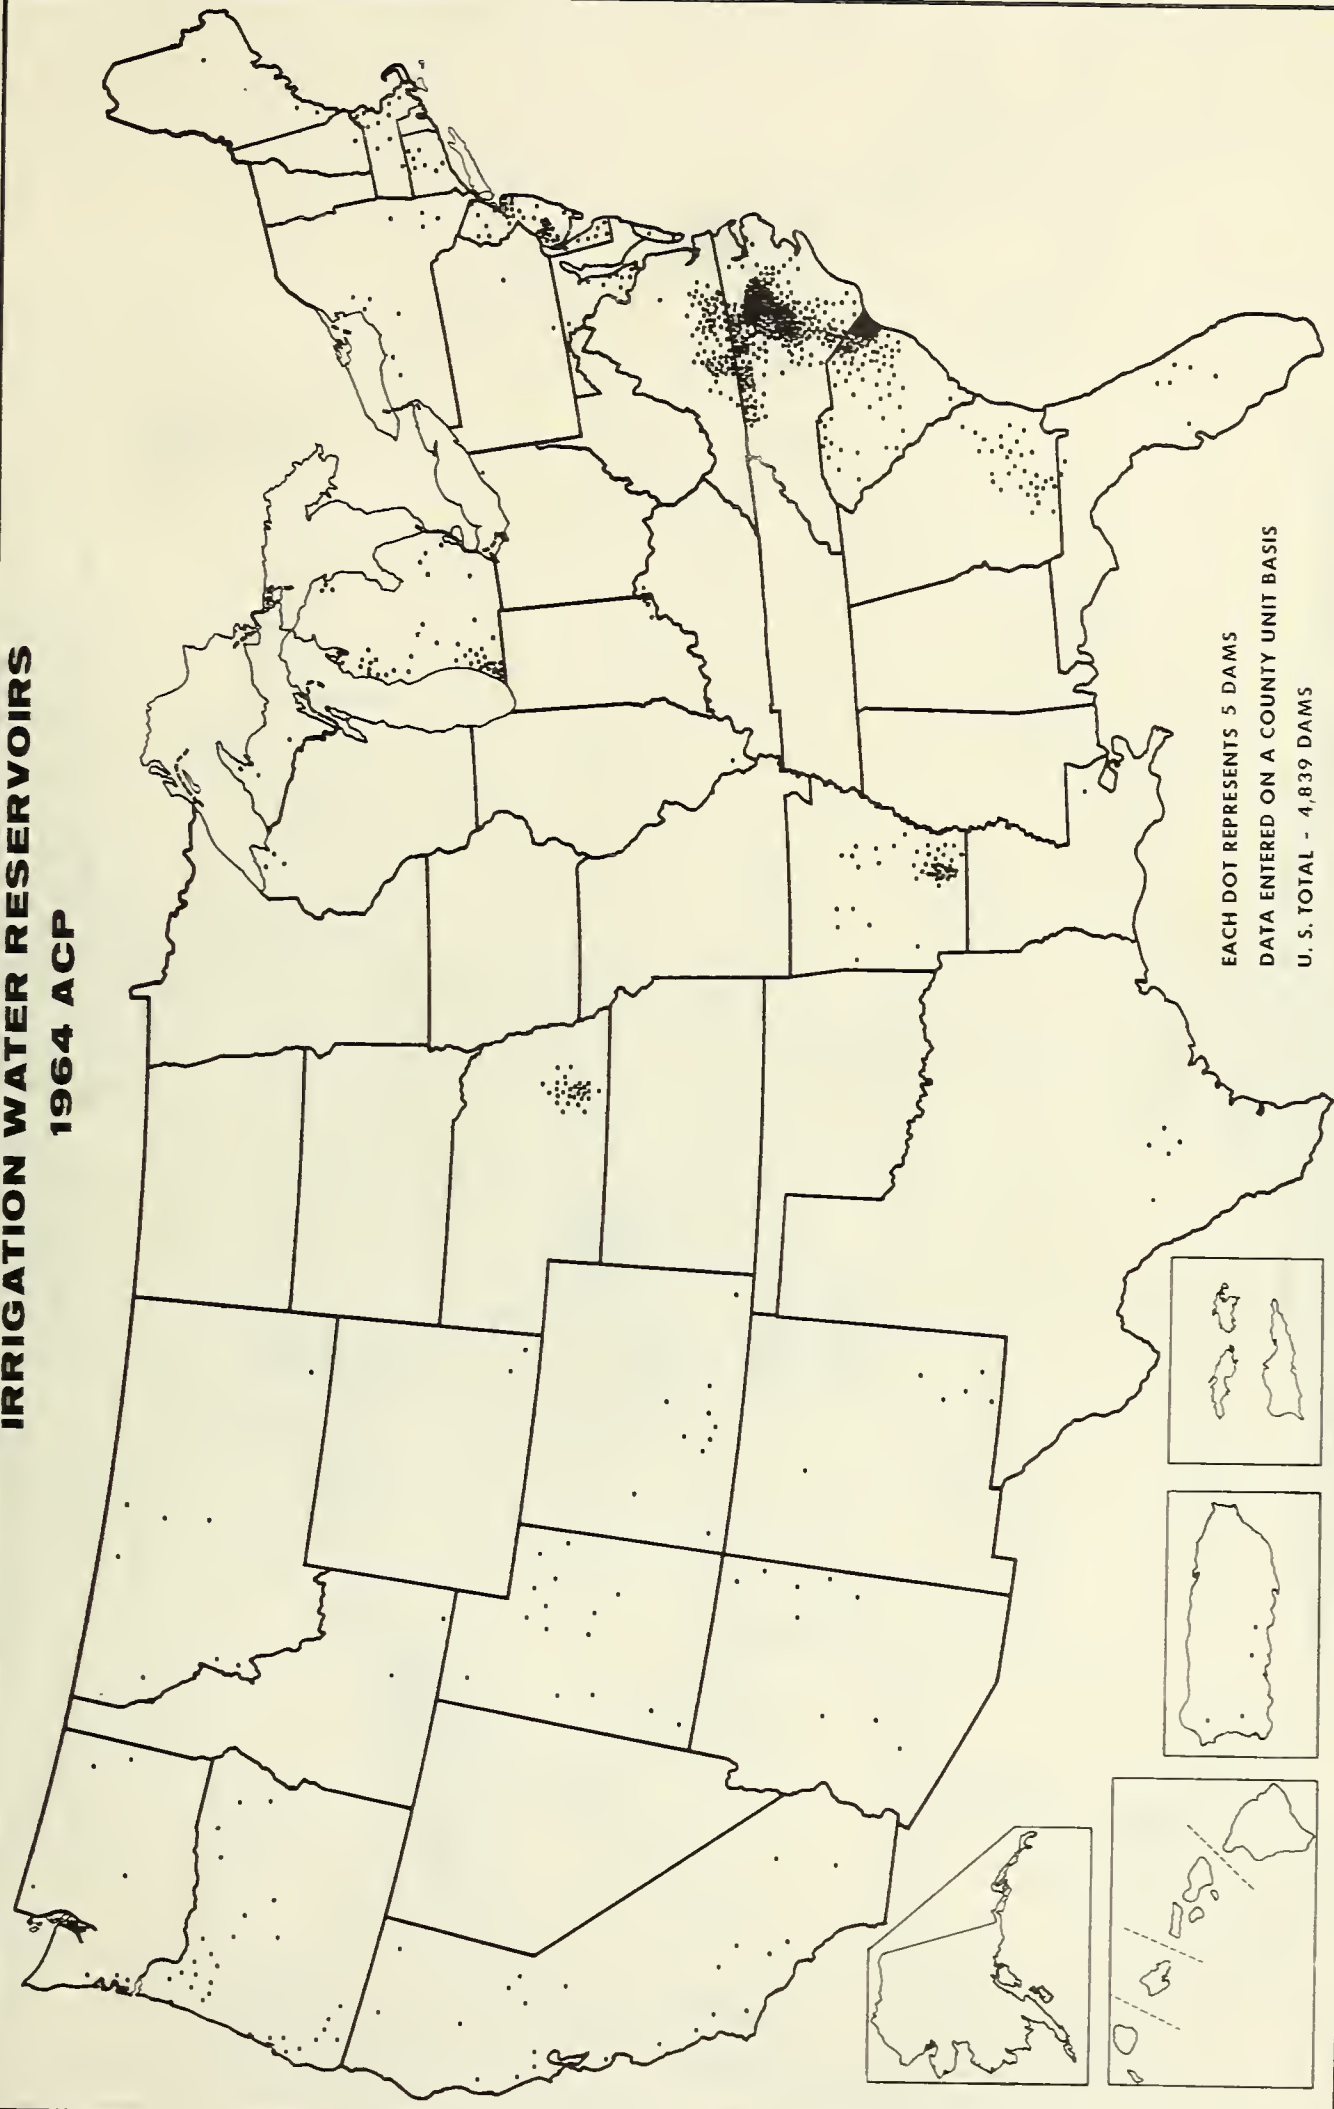 IRRIGATION WATER RESERVOIRS
1964 ACP
EACH DOT REPRESENTS 5 DAMS
DATA ENTERED ON A COUNTY UNIT BASIS
U. S. TOTAL - 4,839 DAMS